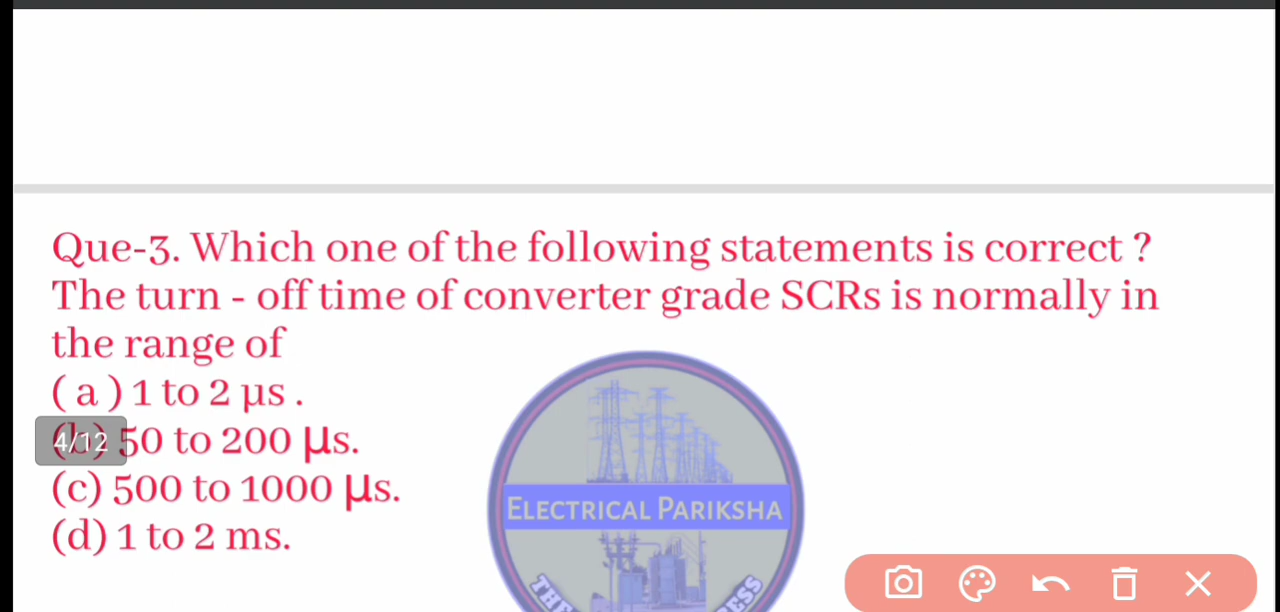 Que-3. Which one of the following statements is correct ?
The turn - off time of converter grade SCRs is normally in
the range of
( a ) 1 to 2 µs .
(b) 50 to 200 µs.
4/12
(c) 500 to 1000 µs.
(d) 1 to 2 ms.
ELECTRICAL PARIKSHA
THE